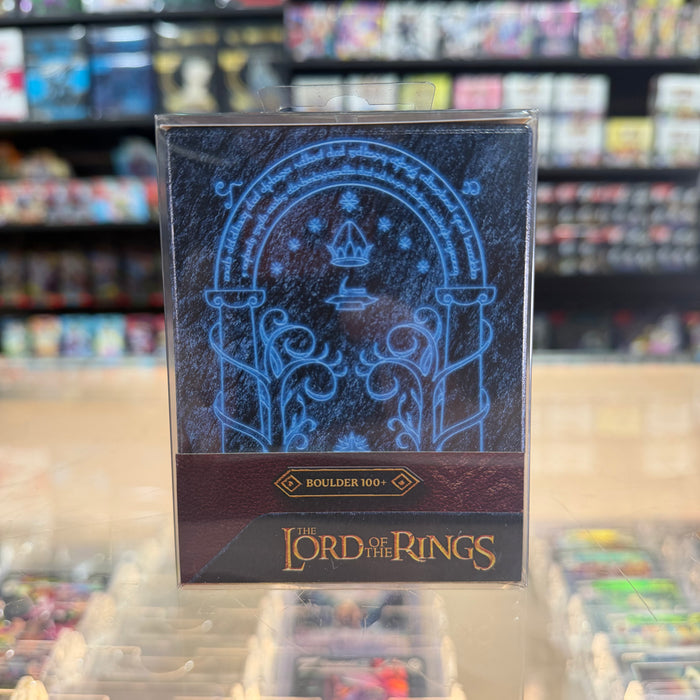 BOULDER 100+
THE
LORD OF THE RINGS